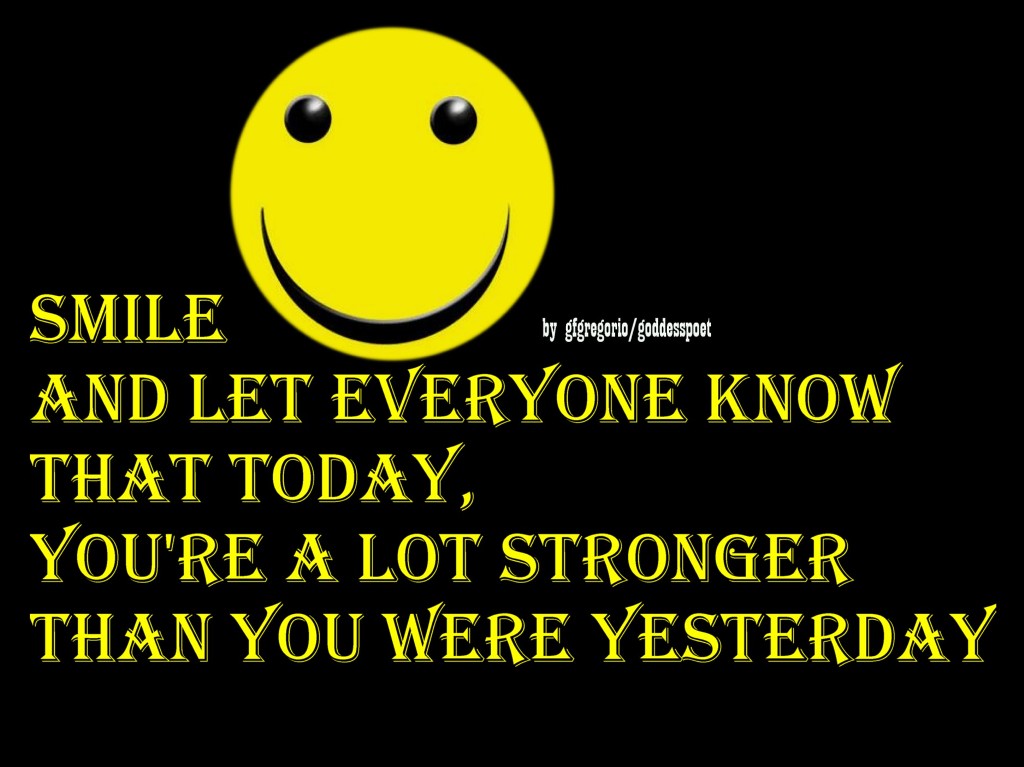 SMILE
by gfgregorio/goddesspoet
AND LET EVERYONE KNOW
THAT TODAY,
YOU'RE A LOT STRONGER
THAN YOU WERE YESTERDAY